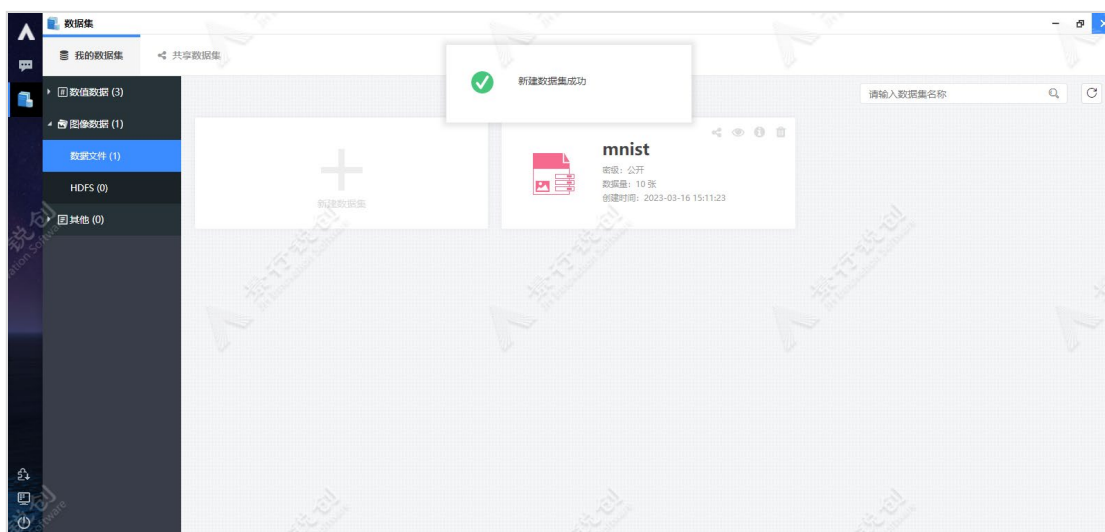 数据集
我的数据集
共享数据集
新建数据集成功
数值数据 (3)
请输入数据集名称
图像数据 (1)
数据文件 (1)
HDFS (0)
其他 (0)
新建数据集
mnist
密级：公开
数据量：10 张
创建时间：2023-03-16 15:11:23